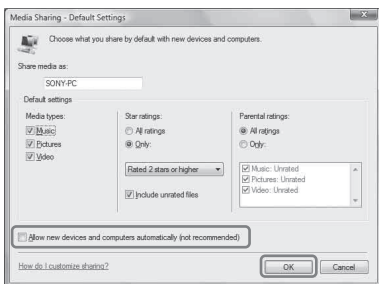 Media Sharing - Default Settings
Choose what you share by default with new devices and computers.
Share media as:
SONY-PC
Default settings
Media types:
Music
Pictures
Video
Star ratings:
All ratings
Only:
Rated 2 stars or higher
Include unrated files
Parental ratings:
All ratings
Only:
Music: Unrated
Pictures: Unrated
Video: Unrated
Allow new devices and computers automatically (not recommended)
How do I customize sharing?
OK
Cancel